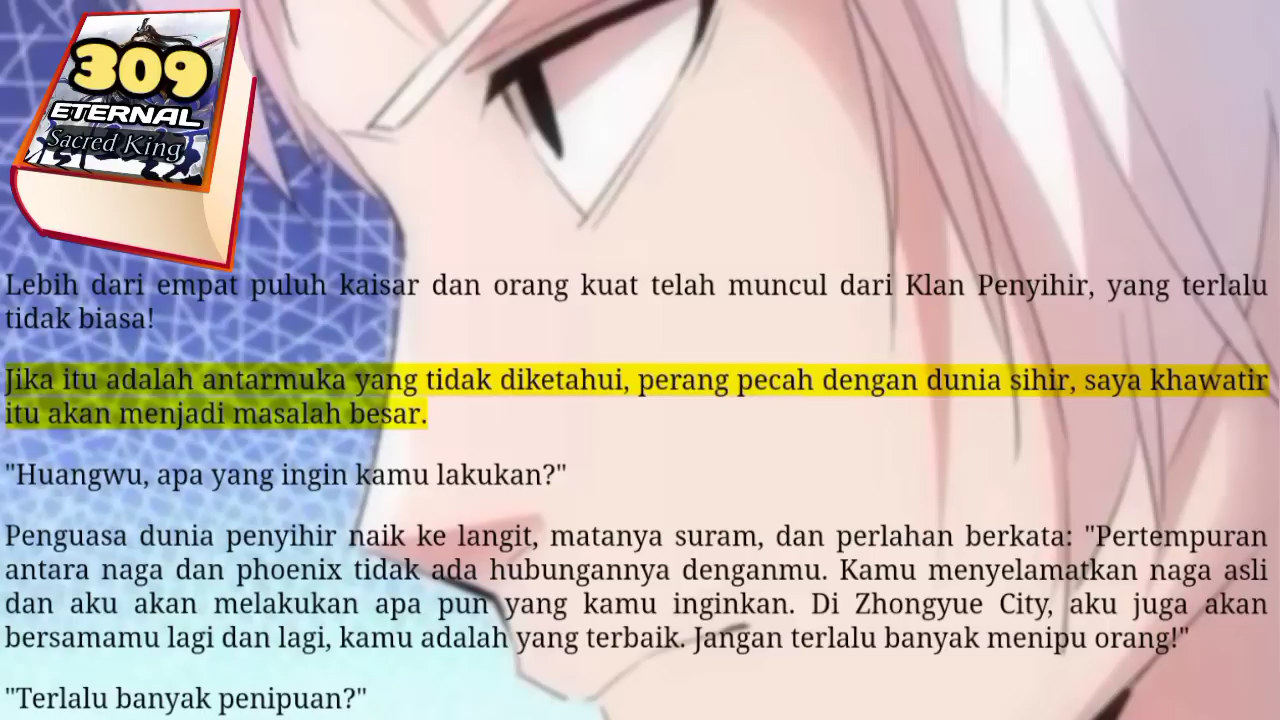 309
ETERNAL
Sacred King
Lebih dari empat puluh kaisar dan orang kuat telah muncul dari Klan Penyihir, yang terlalu
tidak biasa!
Jika itu adalah antarmuka yang tidak diketahui, perang pecah dengan dunia sihir, saya khawatir
itu akan menjadi masalah besar.
"Huangwu, apa yang ingin kamu lakukan?"
Penguasa dunia penyihir naik ke langit, matanya suram, dan perlahan berkata: "Pertempuran
antara naga dan phoenix tidak ada hubungannya denganmu. Kamu menyelamatkan naga asli
dan aku akan melakukan apa pun yang kamu inginkan. Di Zhongyue City, aku juga akan
bersamamu lagi dan lagi, kamu adalah yang terbaik. Jangan terlalu banyak menipu orang!"
"Terlalu banyak penipuan?"